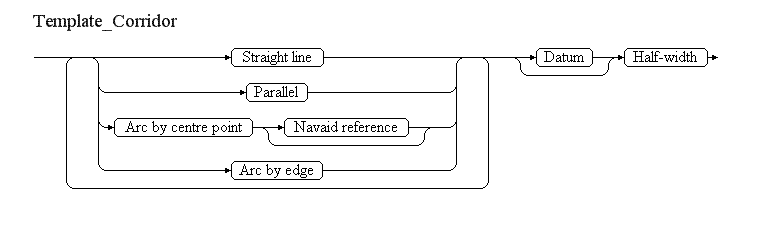 Template_Corridor
Straight line
Datum
Half-width
Parallel
Arc by centre point
Navaid reference
Arc by edge